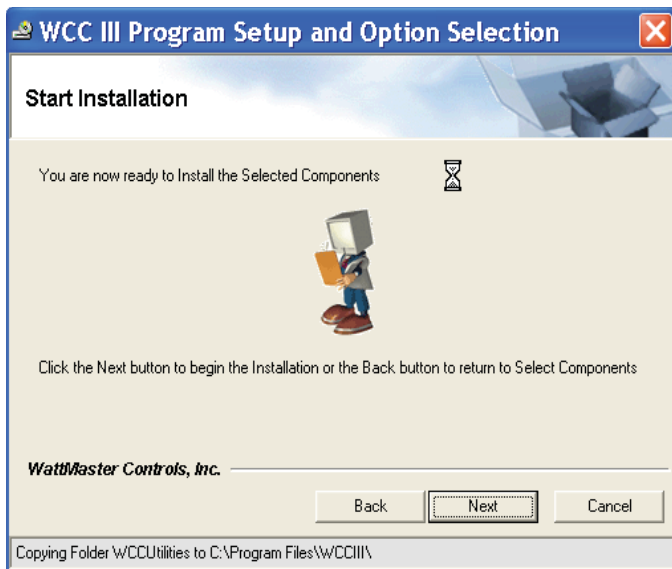 WCC III Program Setup and Option Selection
Start Installation
You are now ready to Install the Selected Components
Click the Next button to begin the Installation or the Back button to return to Select Components
WattMaster Controls, Inc.
Back
Next
Cancel
Copying Folder WCCUtilities to C:\Program Files\WCCIII\